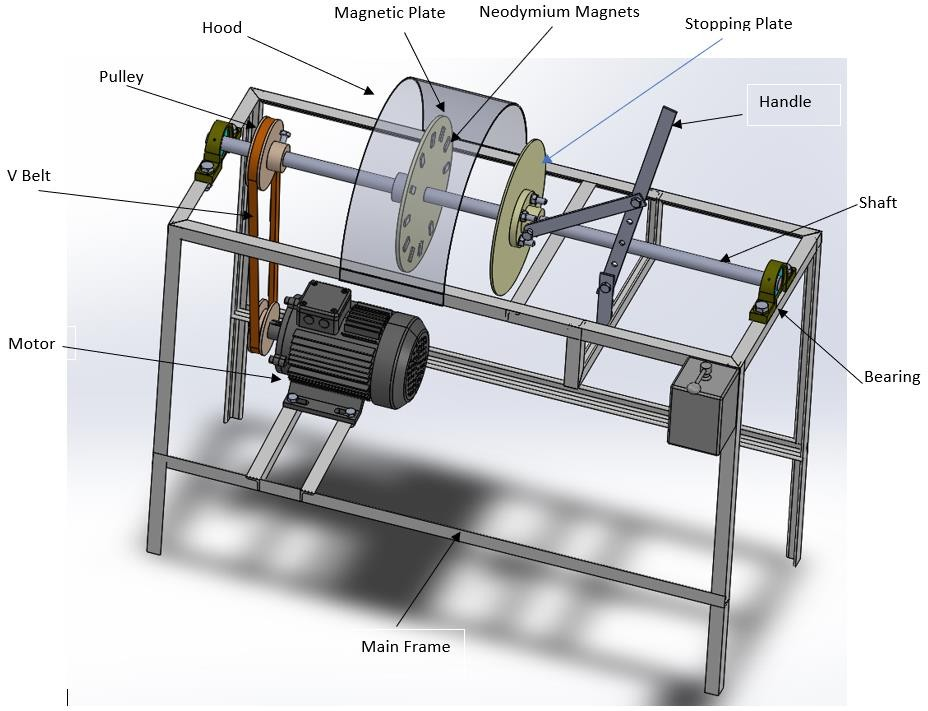 Magnetic Plate
Neodymium Magnets
Hood
Stopping Plate
Pulley
Handle
V Belt
Shaft
Motor
Bearing
Main Frame